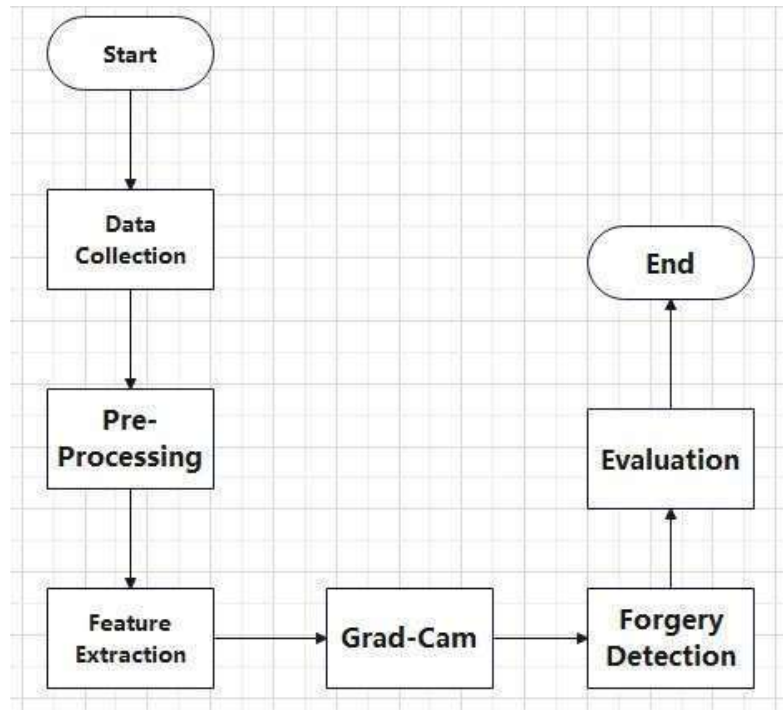 Start
Data
Collection
Pre-
Processing
Feature
Extraction
Grad-Cam
Forgery
Detection
Evaluation
End